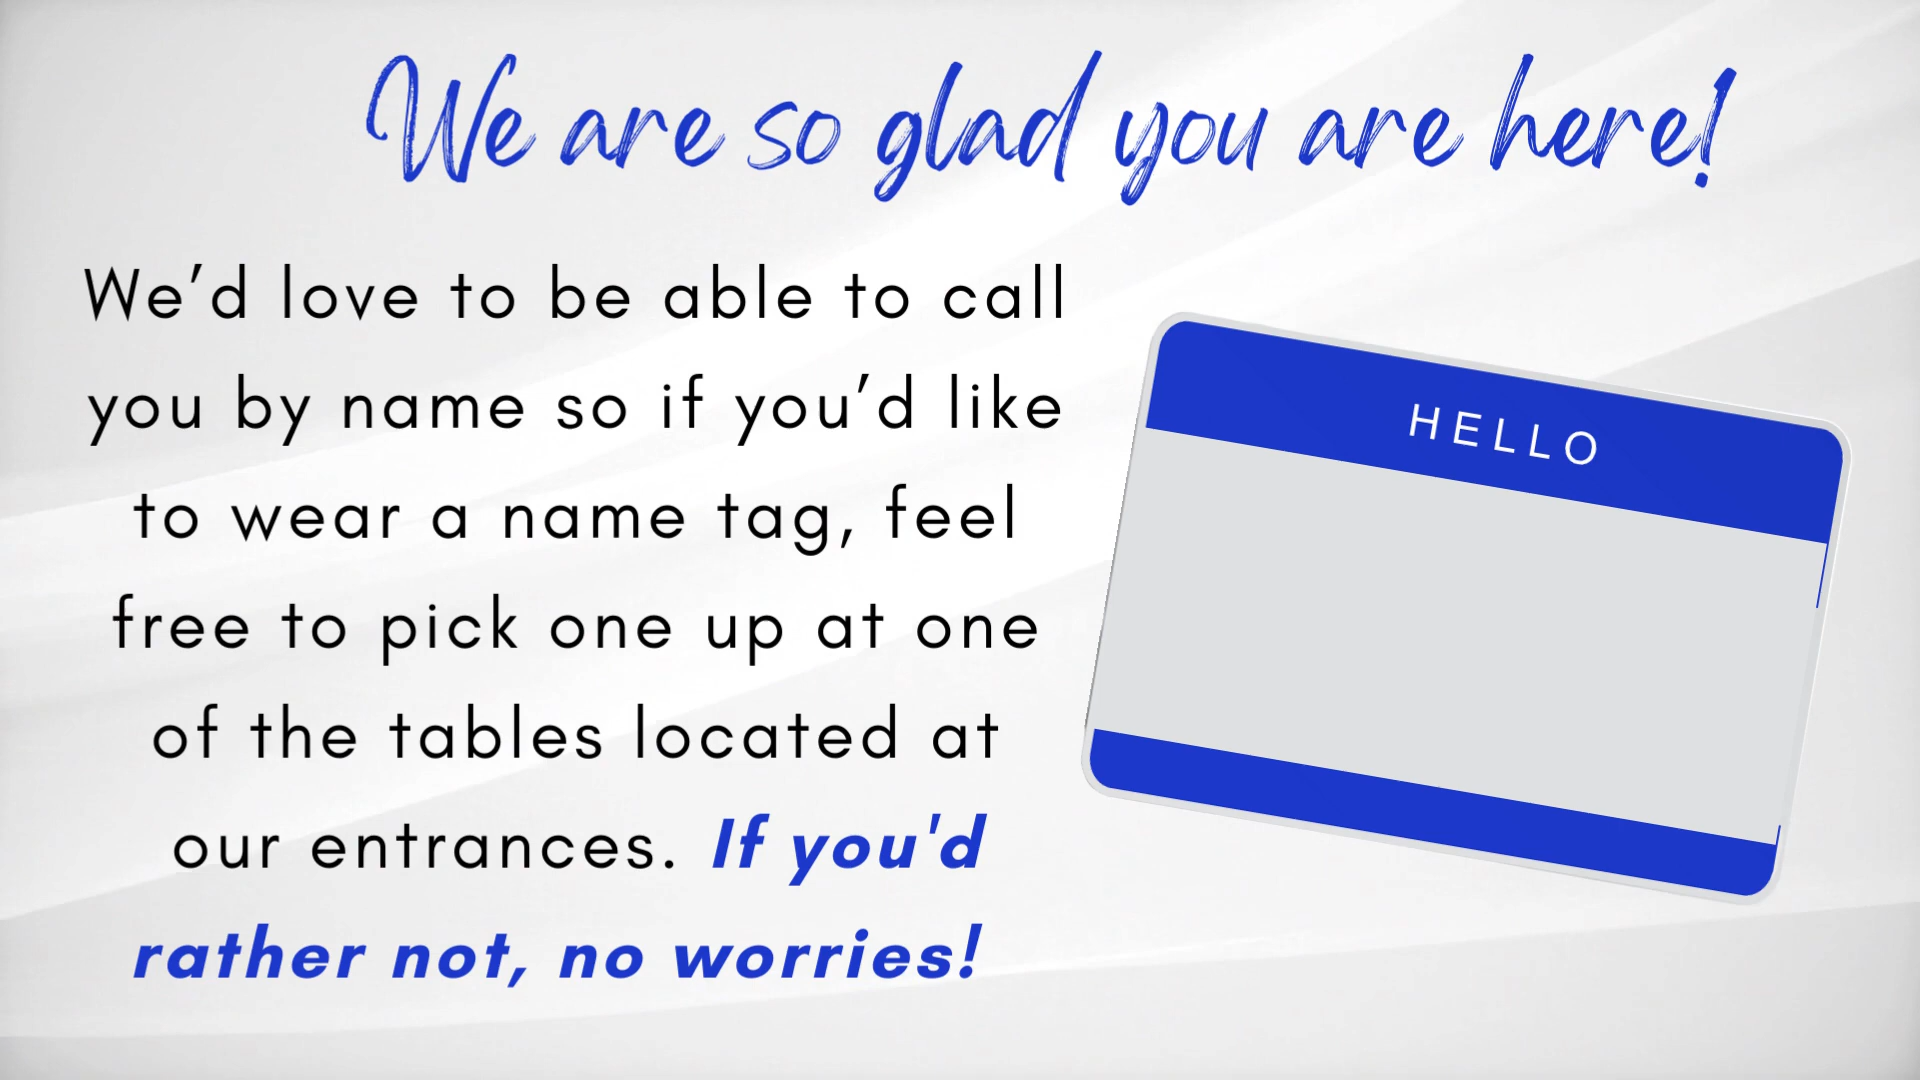 We are so glad you are here!
We’d love to be able to call
you by name so if you’d like
to wear a name tag, feel
free to pick one up at one
of the tables located at
our entrances. If you'd
rather not, no worries!
HELLO